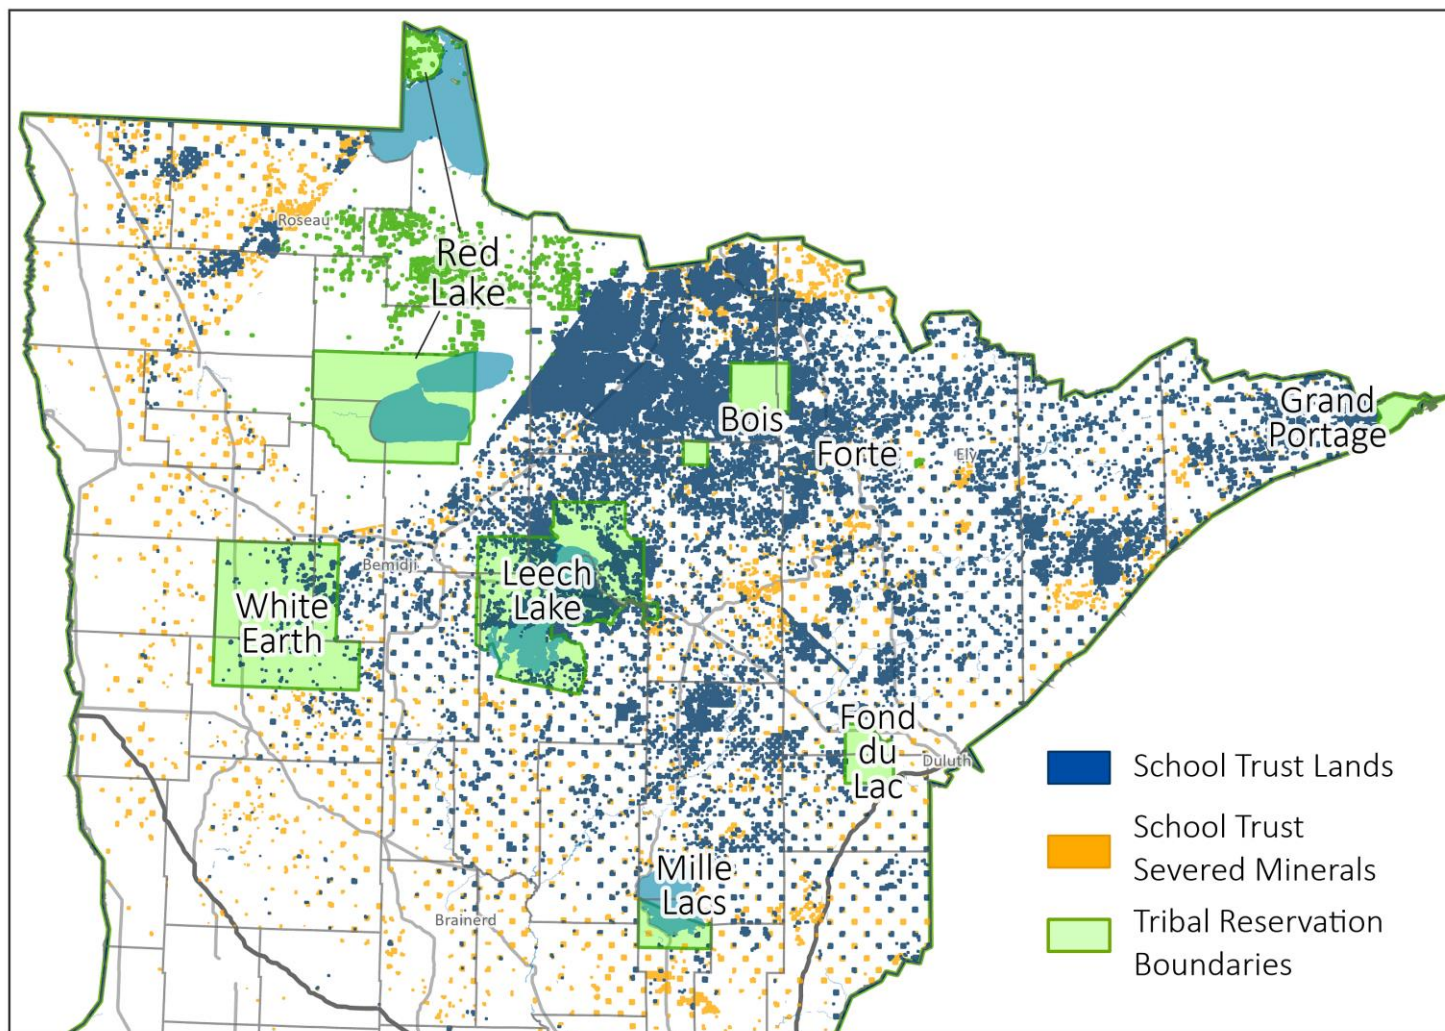 Roseau
Red
Lake
Bois
Forte
Ely
Grand
Portage
Bemidji
Leech
Lake
White
Earth
Fond
du
Lac
Duluth
Mille
Lacs
Brainerd
School Trust Lands
School Trust
Severed Minerals
Tribal Reservation
Boundaries